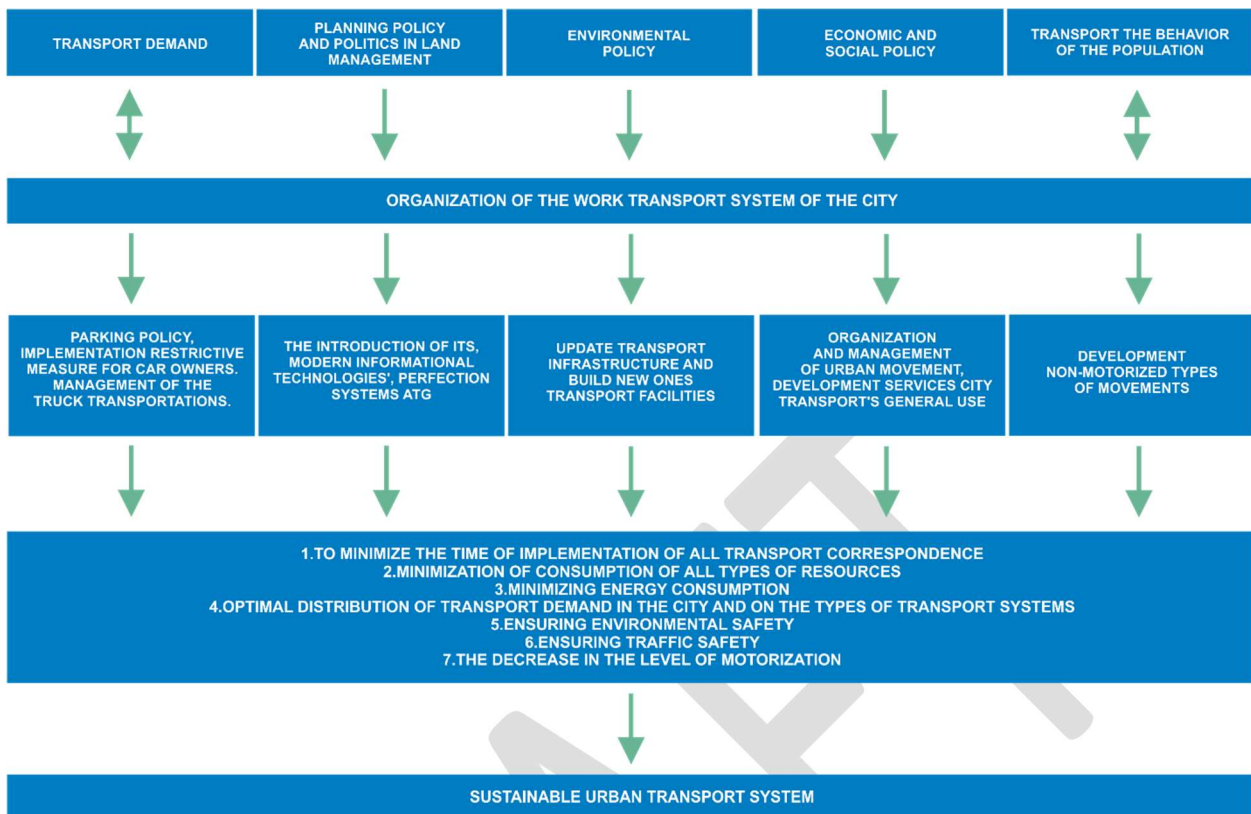 TRANSPORT DEMAND
PLANNING POLICY
AND POLITICS IN LAND
MANAGEMENT
ENVIRONMENTAL
POLICY
ECONOMIC AND
SOCIAL POLICY
TRANSPORT THE BEHAVIOR
OF THE POPULATION
ORGANIZATION OF THE WORK TRANSPORT SYSTEM OF THE CITY
PARKING POLICY,
IMPLEMENTATION RESTRICTIVE
MEASURE FOR CAR OWNERS.
MANAGEMENT OF THE
TRUCK TRANSPORTATIONS.
THE INTRODUCTION OF ITS,
MODERN INFORMATIONAL
TECHNOLOGIES', PERFECTION
SYSTEMS ATG
UPDATE TRANSPORT
INFRASTRUCTURE AND
BUILD NEW ONES
TRANSPORT FACILITIES
ORGANIZATION
AND MANAGEMENT
OF URBAN MOVEMENT,
DEVELOPMENT SERVICES CITY
TRANSPORT'S GENERAL USE
DEVELOPMENT
NON-MOTORIZED TYPES
OF MOVEMENTS
1.TO MINIMIZE THE TIME OF IMPLEMENTATION OF ALL TRANSPORT CORRESPONDENCE
2.MINIMIZATION OF CONSUMPTION OF ALL TYPES OF RESOURCES
3.MINIMIZING ENERGY CONSUMPTION
4.OPTIMAL DISTRIBUTION OF TRANSPORT DEMAND IN THE CITY AND ON THE TYPES OF TRANSPORT SYSTEMS
5.ENSURING ENVIRONMENTAL SAFETY
6.ENSURING TRAFFIC SAFETY
7.THE DECREASE IN THE LEVEL OF MOTORIZATION
SUSTAINABLE URBAN TRANSPORT SYSTEM